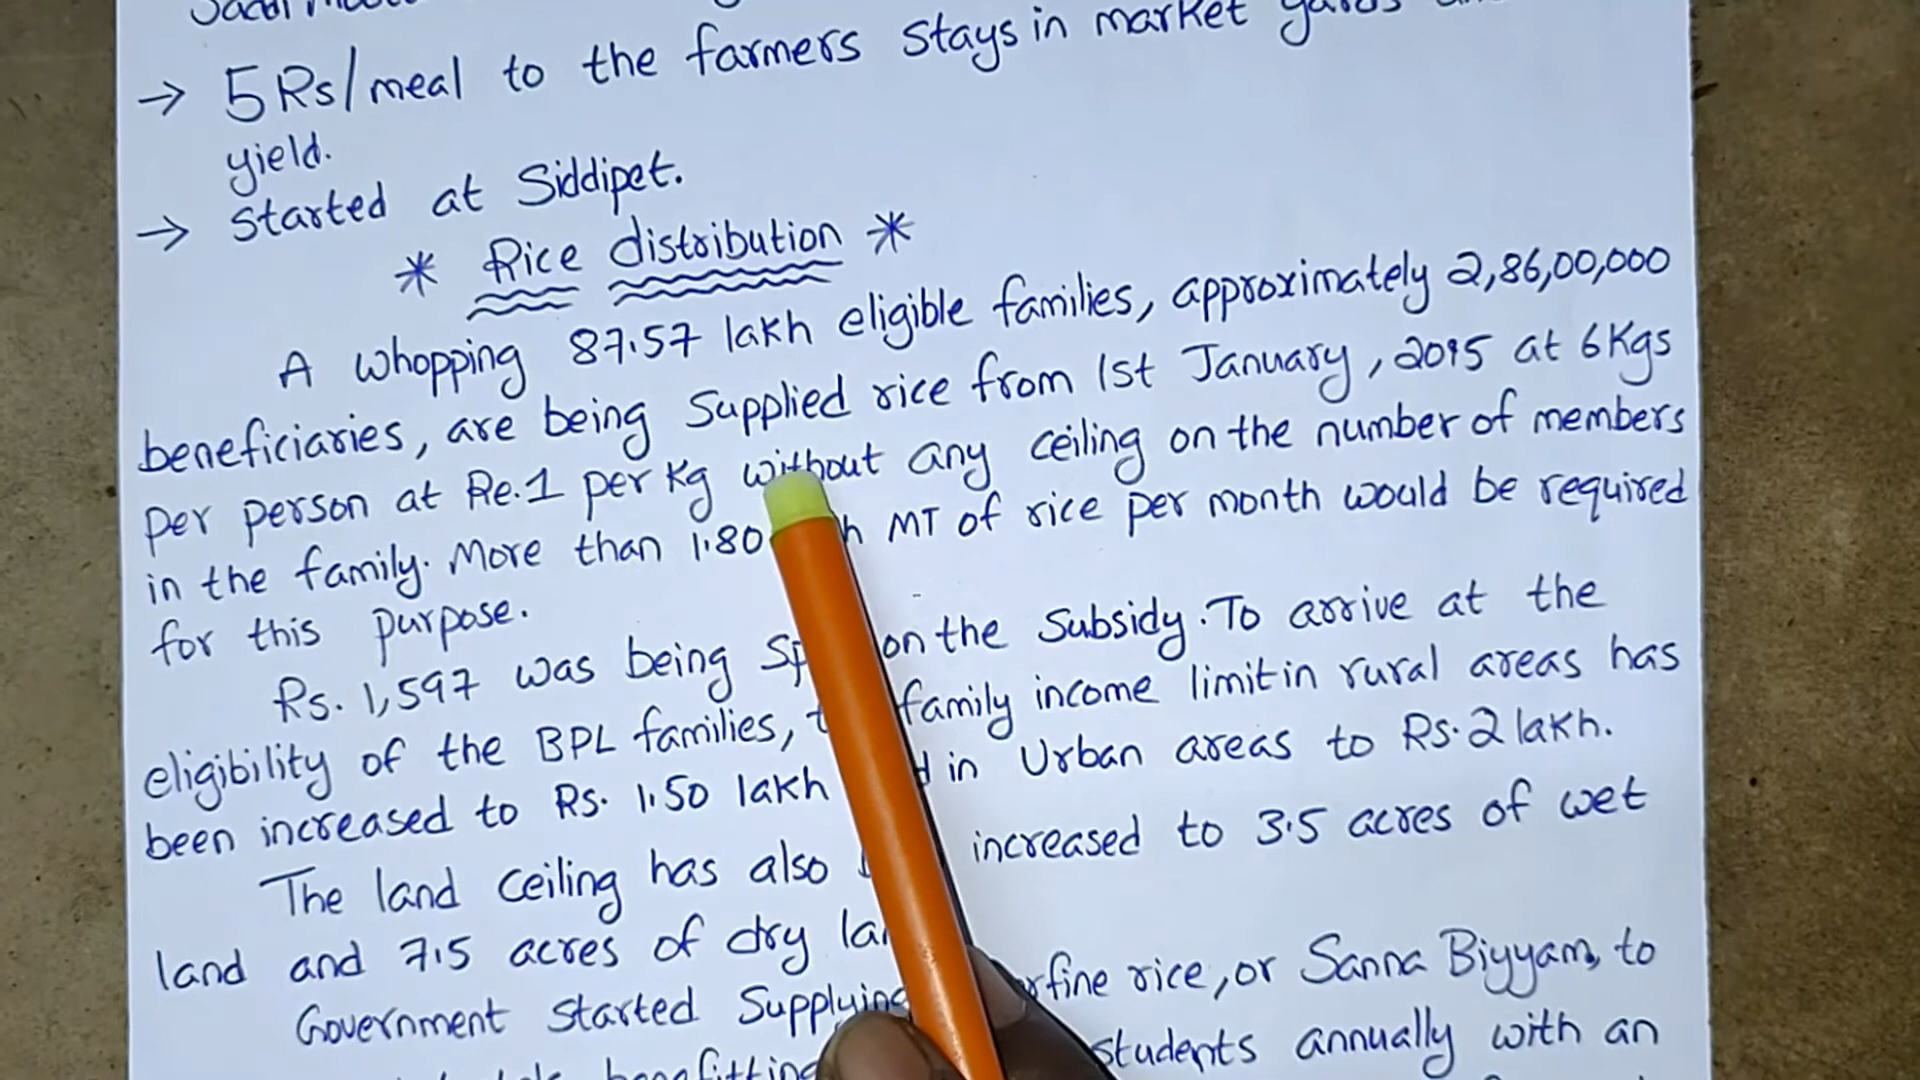 → 5Rs/meal to the farmers stays in market yards
yield.
→ Started at Siddipet.
* Rice distribution *
A whopping 87.57 lakh eligible families, approximately 2,86,00,000
beneficiaries, are being Supplied rice from 1st January, 2015 at 6Kgs
per person at Re.1 per kg without any ceiling on the number of members
in the family. More than 1.80 MT of rice per month would be required
for this purpose.
Rs. 1,597 was being on the Subsidy. To arrive at the
eligibility of the BPL families, family income limit in rural areas has
been increased to Rs. 1.50 lakh in Urban areas to Rs. 2 lakh.
The land ceiling has also increased to 3.5 acres of wet
land and 7.5 acres of dry
Government Started Supplying rice, or Sanna Biyyam, to
students annually with an